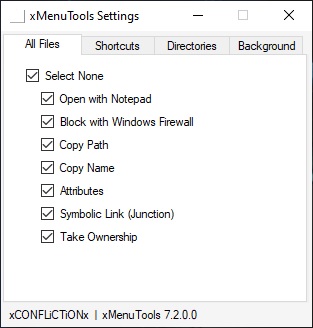 xMenuTools Settings
All Files Shortcuts Directories Background
Select None
Open with Notepad
Block with Windows Firewall
Copy Path
Copy Name
Attributes
Symbolic Link (Junction)
Take Ownership
xCONFLiCTiONx | xMenuTools 7.2.0.0